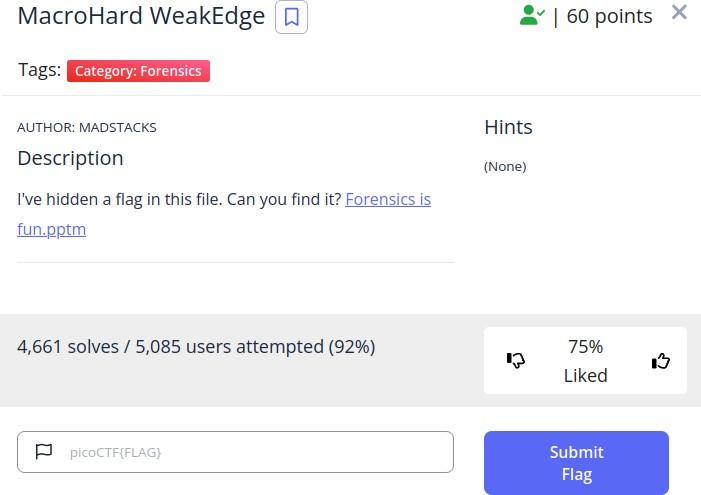 MacroHard WeakEdge
| 60 points
Tags: Category: Forensics
AUTHOR: MADSTACKS
Description
I've hidden a flag in this file. Can you find it? Forensics is
fun.pptm
Hints
(None)
4,661 solves / 5,085 users attempted (92%)
75%
Liked
picoCTF{FLAG}
Submit
Flag